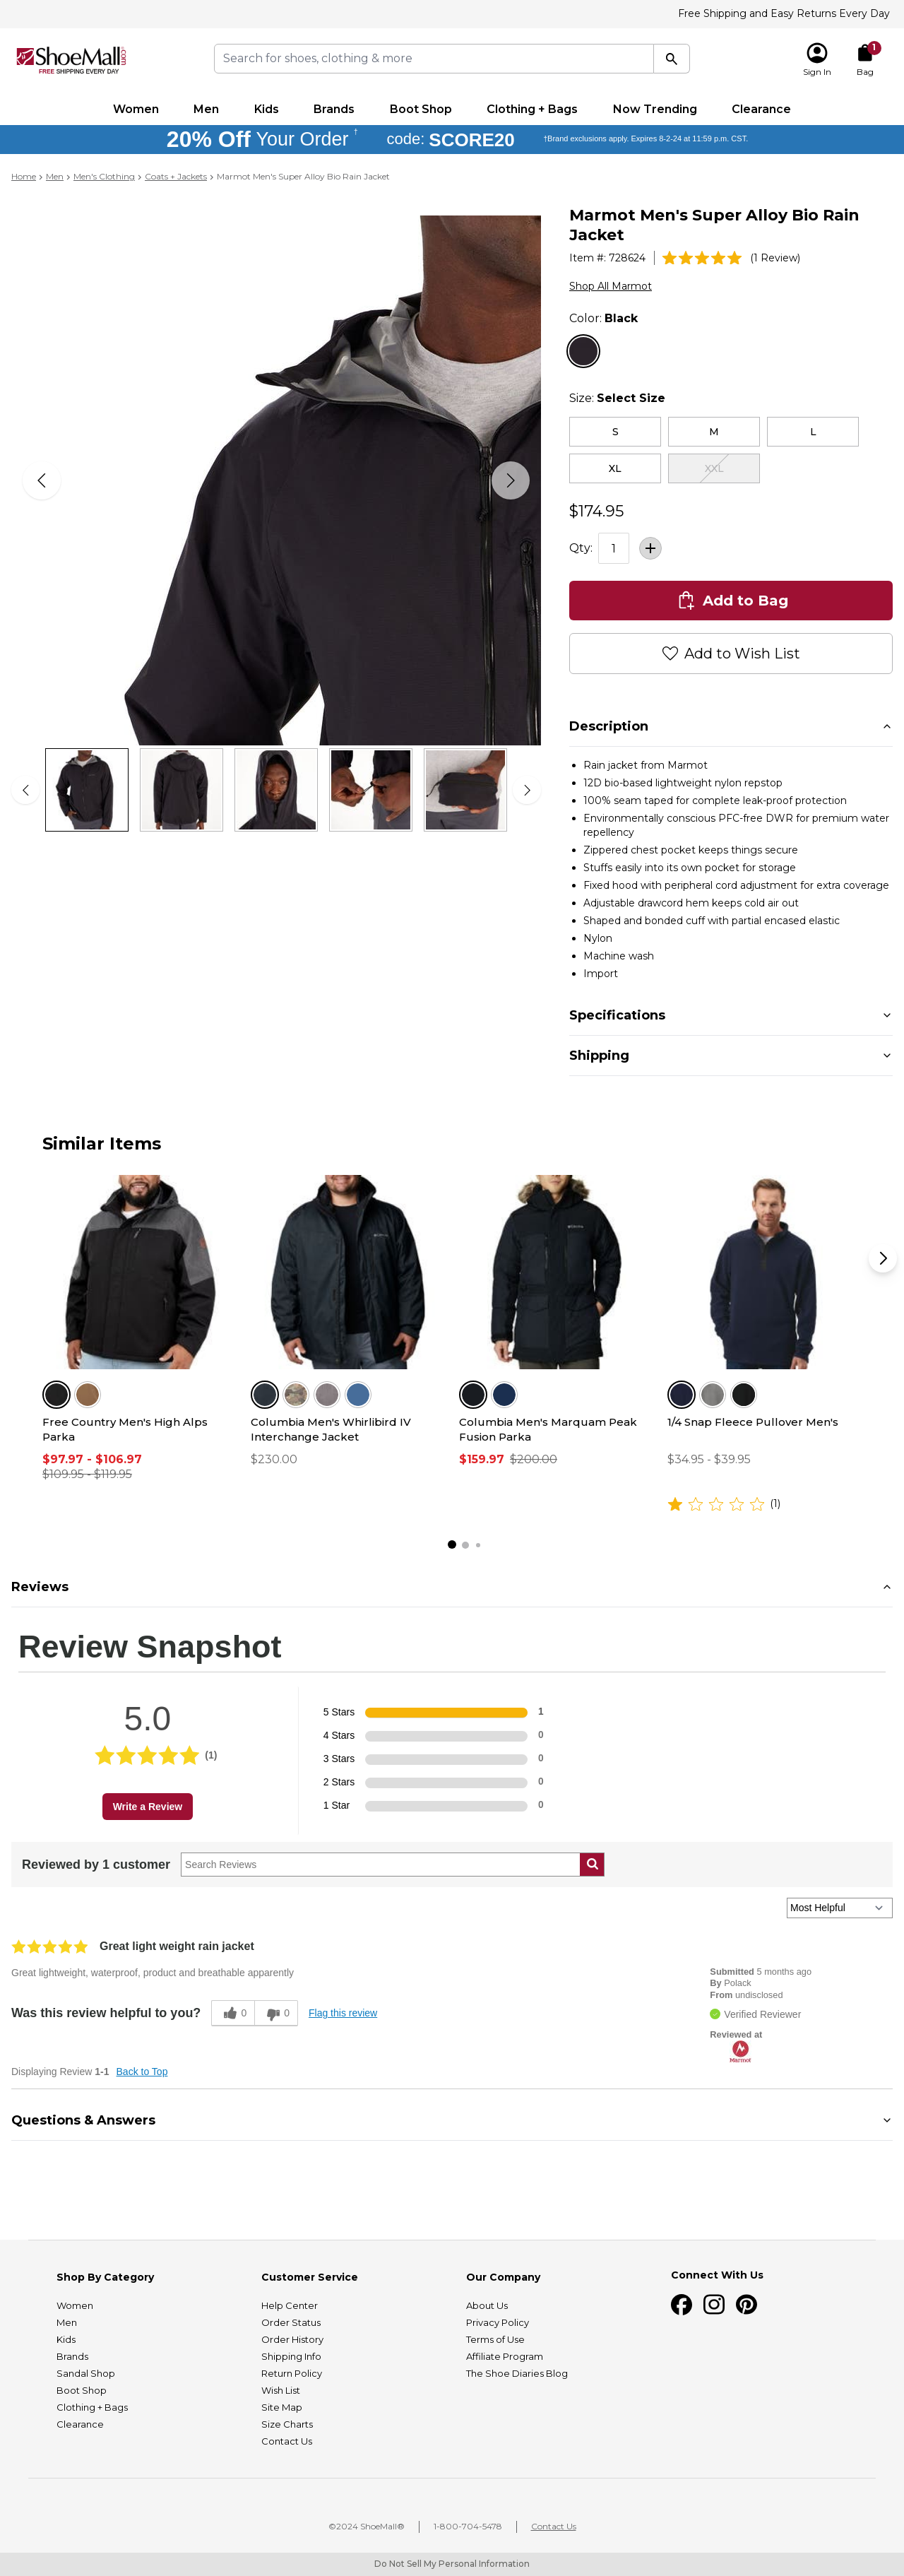 Free Shipping and Easy Returns Every Day
ShoeMall.com
FREE SHIPPING EVERY DAY
Search for shoes, clothing & more
Sign In
1
Bag
Women
Men
Kids
Brands
Boot Shop
Clothing + Bags
Now Trending
Clearance
20% Off Your Order † code: SCORE20 †Brand exclusions apply. Expires 8-2-24 at 11:59 p.m. CST.
Home > Men > Men's Clothing > Coats + Jackets > Marmot Men's Super Alloy Bio Rain Jacket
Marmot Men's Super Alloy Bio Rain
Jacket
Item #: 728624
(1 Review)
Shop All Marmot
Color: Black
Size: Select Size
S
M
L
XL
XXL
$174.95
Qty: 1
Add to Bag
Add to Wish List
Description
• Rain jacket from Marmot
• 12D bio-based lightweight nylon repstop
• 100% seam taped for complete leak-proof protection
• Environmentally conscious PFC-free DWR for premium water
repellency
• Zippered chest pocket keeps things secure
• Stuffs easily into its own pocket for storage
• Fixed hood with peripheral cord adjustment for extra coverage
• Adjustable drawcord hem keeps cold air out
• Shaped and bonded cuff with partial encased elastic
• Nylon
• Machine wash
• Import
Specifications
Shipping
Similar Items
Free Country Men's High Alps
Parka
$97.97 - $106.97
$109.95 - $119.95
Columbia Men's Whirlibird IV
Interchange Jacket
$230.00
Columbia Men's Marquam Peak
Fusion Parka
$159.97 $200.00
1/4 Snap Fleece Pullover Men's
$34.95 - $39.95
(1)
Reviews
Review Snapshot
5.0
(1)
Write a Review
5 Stars 1
4 Stars 0
3 Stars 0
2 Stars 0
1 Star 0
Reviewed by 1 customer
Search Reviews
Most Helpful
Great light weight rain jacket
Great lightweight, waterproof, product and breathable apparently
Was this review helpful to you? 0 0 Flag this review
Submitted 5 months ago
By Polack
From undisclosed
Verified Reviewer
Reviewed at
Marmot
Displaying Review 1-1 Back to Top
Questions & Answers
Shop By Category
Women
Men
Kids
Brands
Sandal Shop
Boot Shop
Clothing + Bags
Clearance
Customer Service
Help Center
Order Status
Order History
Shipping Info
Return Policy
Wish List
Site Map
Size Charts
Contact Us
Our Company
About Us
Privacy Policy
Terms of Use
Affiliate Program
The Shoe Diaries Blog
Connect With Us
©2024 ShoeMall®
1-800-704-5478
Contact Us
Do Not Sell My Personal Information